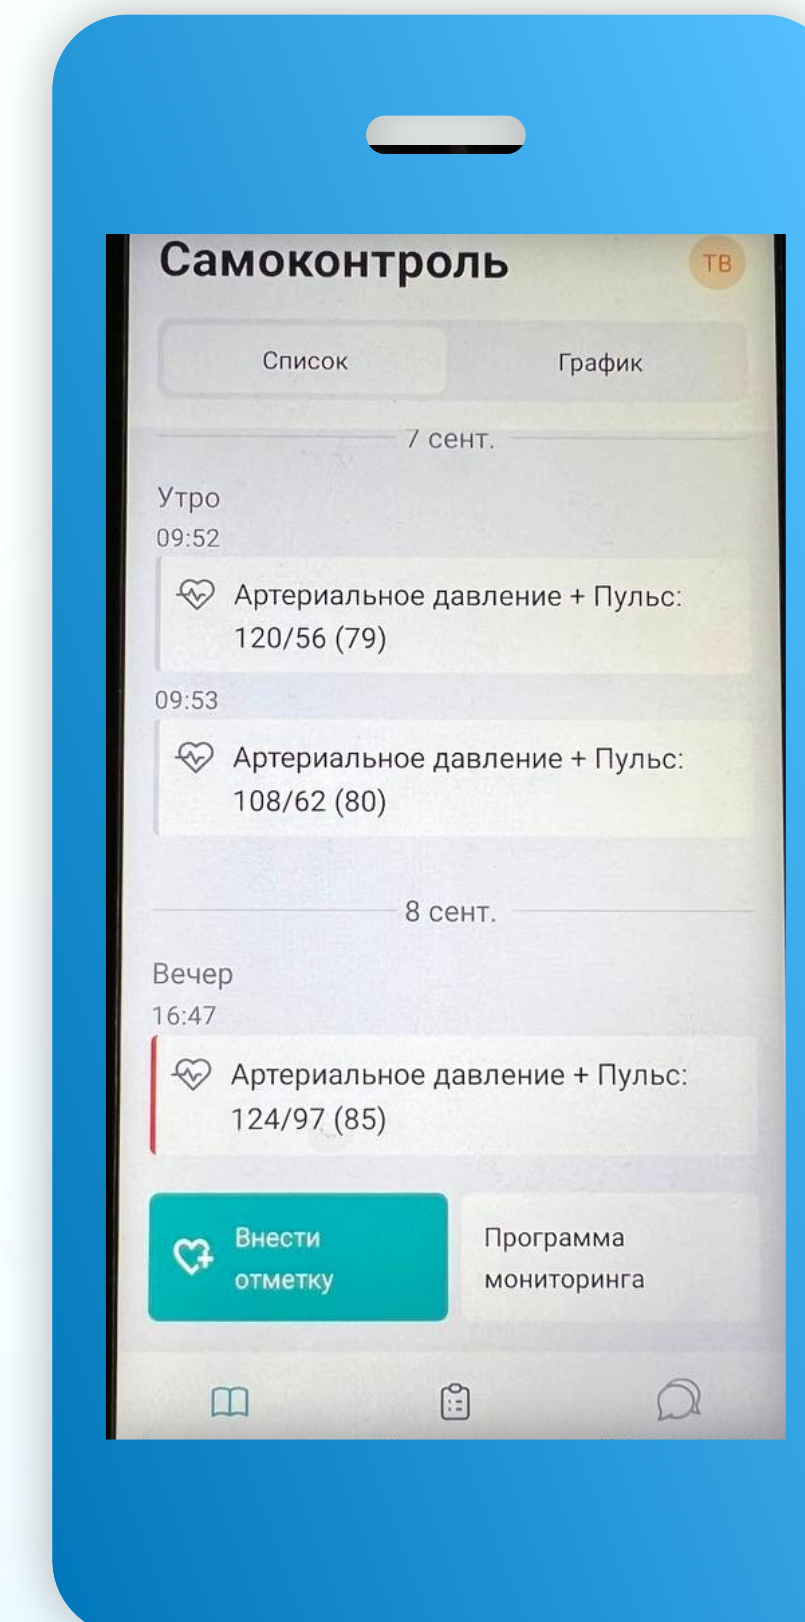 Самоконтроль
ТВ
Список
График
7 сент.
Утро
09:52
Артериальное давление + Пульс:
120/56 (79)
09:53
Артериальное давление + Пульс:
108/62 (80)
8 сент.
Вечер
16:47
Артериальное давление + Пульс:
124/97 (85)
Внести
отметку
Программа
мониторинга